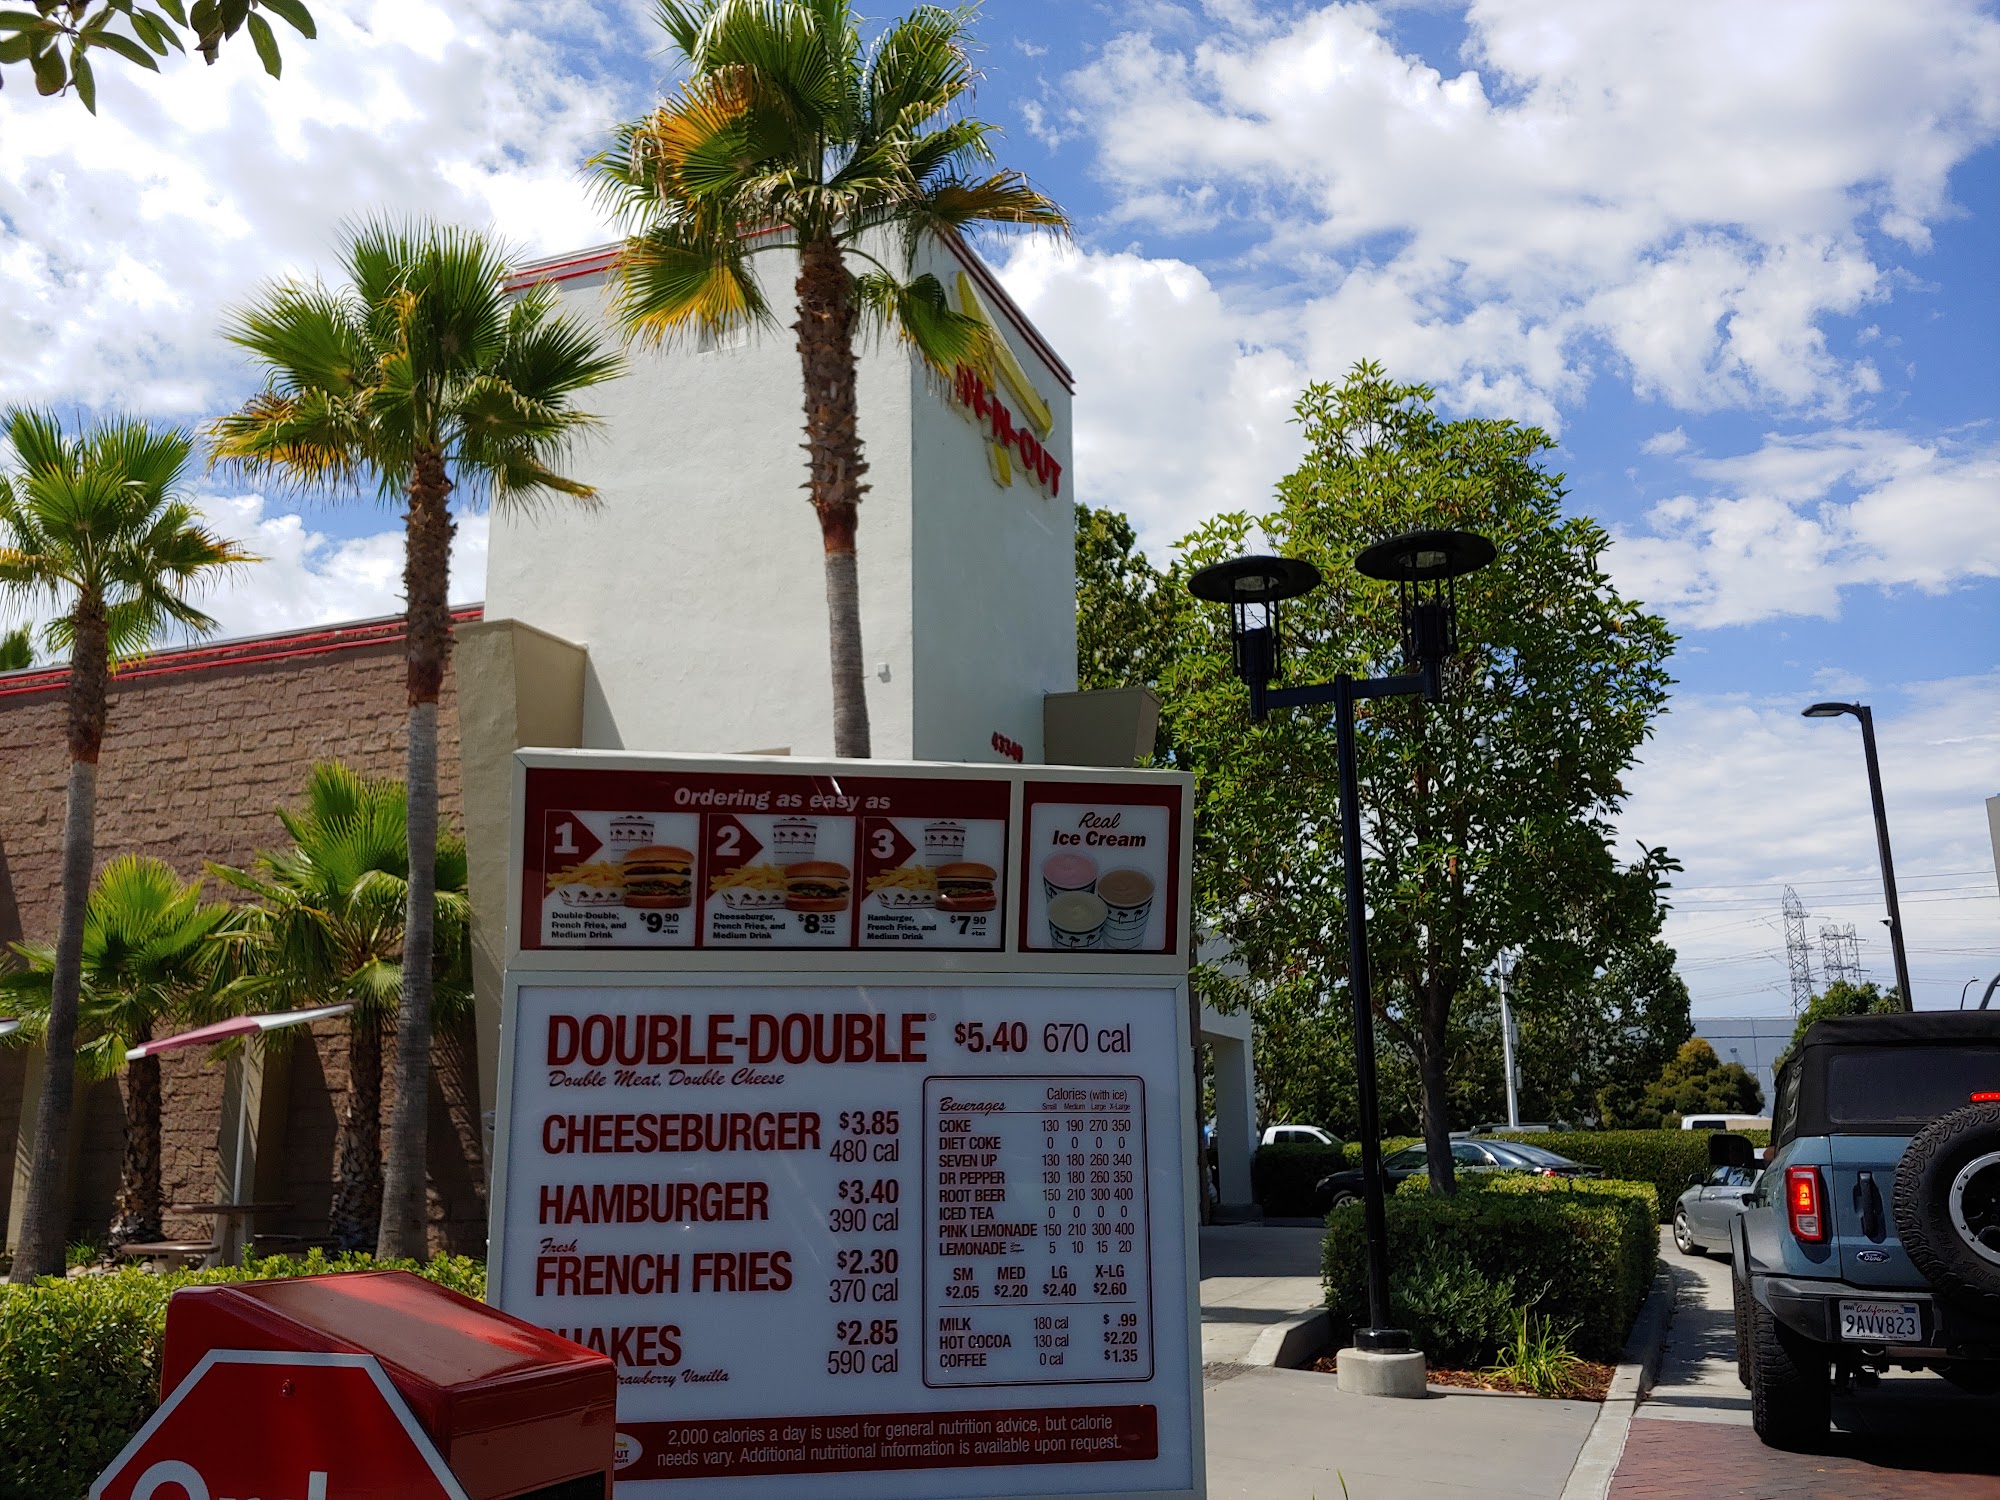 IN-N-OUT
43349
Ordering as easy as
1
Double-Double,
French Fries, and
Medium Drink
$9.90
+tax
2
Cheeseburger,
French Fries, and
Medium Drink
$8.35
+tax
3
Hamburger,
French Fries, and
Medium Drink
$7.90
+tax
Real
Ice Cream
DOUBLE-DOUBLE® $5.40 670 cal
Double Meat, Double Cheese
CHEESEBURGER $3.85
480 cal
HAMBURGER $3.40
390 cal
Fresh
FRENCH FRIES $2.30
370 cal
HAKES $2.85
590 cal
rawberry Vanilla
Beverages Calories (with ice)
Small Medium Large X-Large
COKE 130 190 270 350
DIET COKE 0 0 0 0
SEVEN UP 130 180 260 340
DR PEPPER 130 180 260 350
ROOT BEER 150 210 300 400
ICED TEA 0 0 0 0
PINK LEMONADE 150 210 300 400
LEMONADE 5 10 15 20
SM MED LG X-LG
$2.05 $2.20 $2.40 $2.60
MILK 180 cal $ .99
HOT COCOA 130 cal $2.20
COFFEE 0 cal $1.35
2,000 calories a day is used for general nutrition advice, but calorie
needs vary. Additional nutritional information is available upon request.
Ford
California
9AVV823